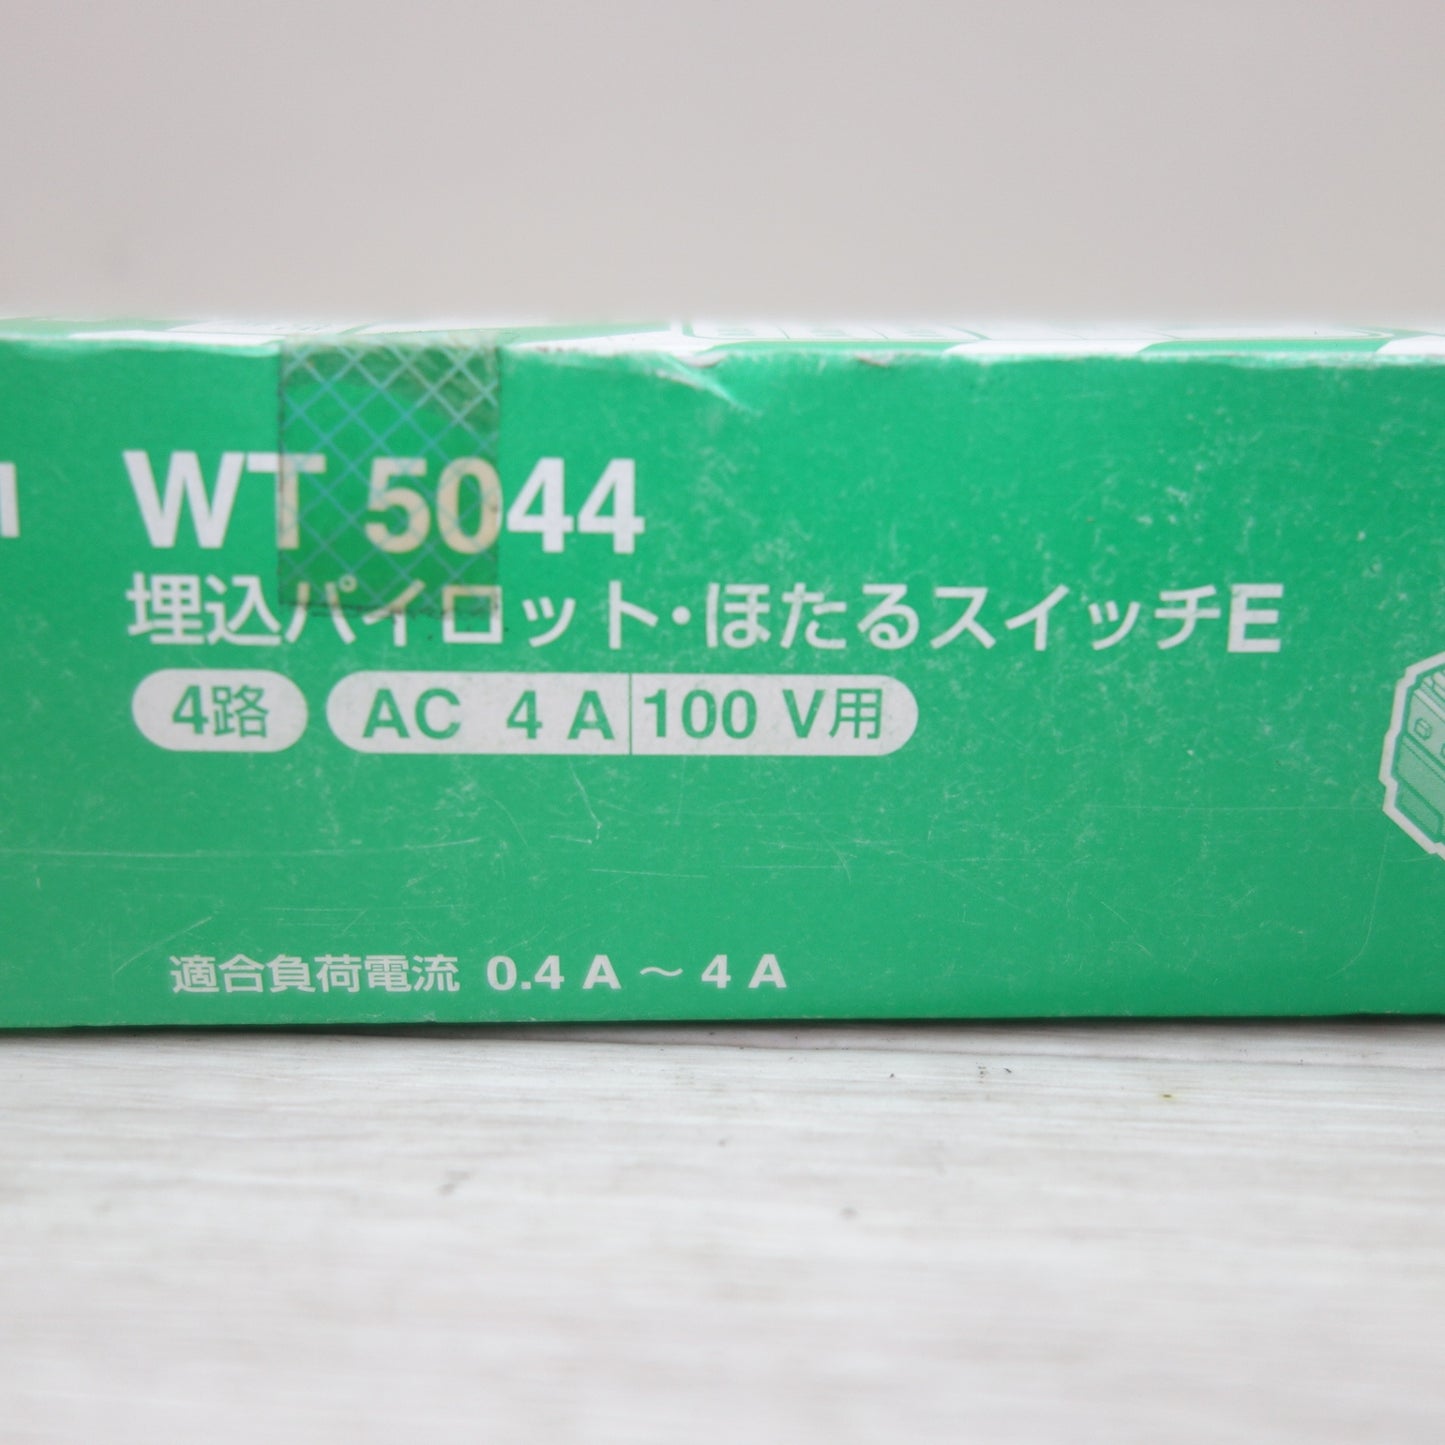 WT 5044
埋込パイロット・ほたるスイッチE
4路 AC 4 A 100 V用
適合負荷電流 0.4 A ～ 4 A